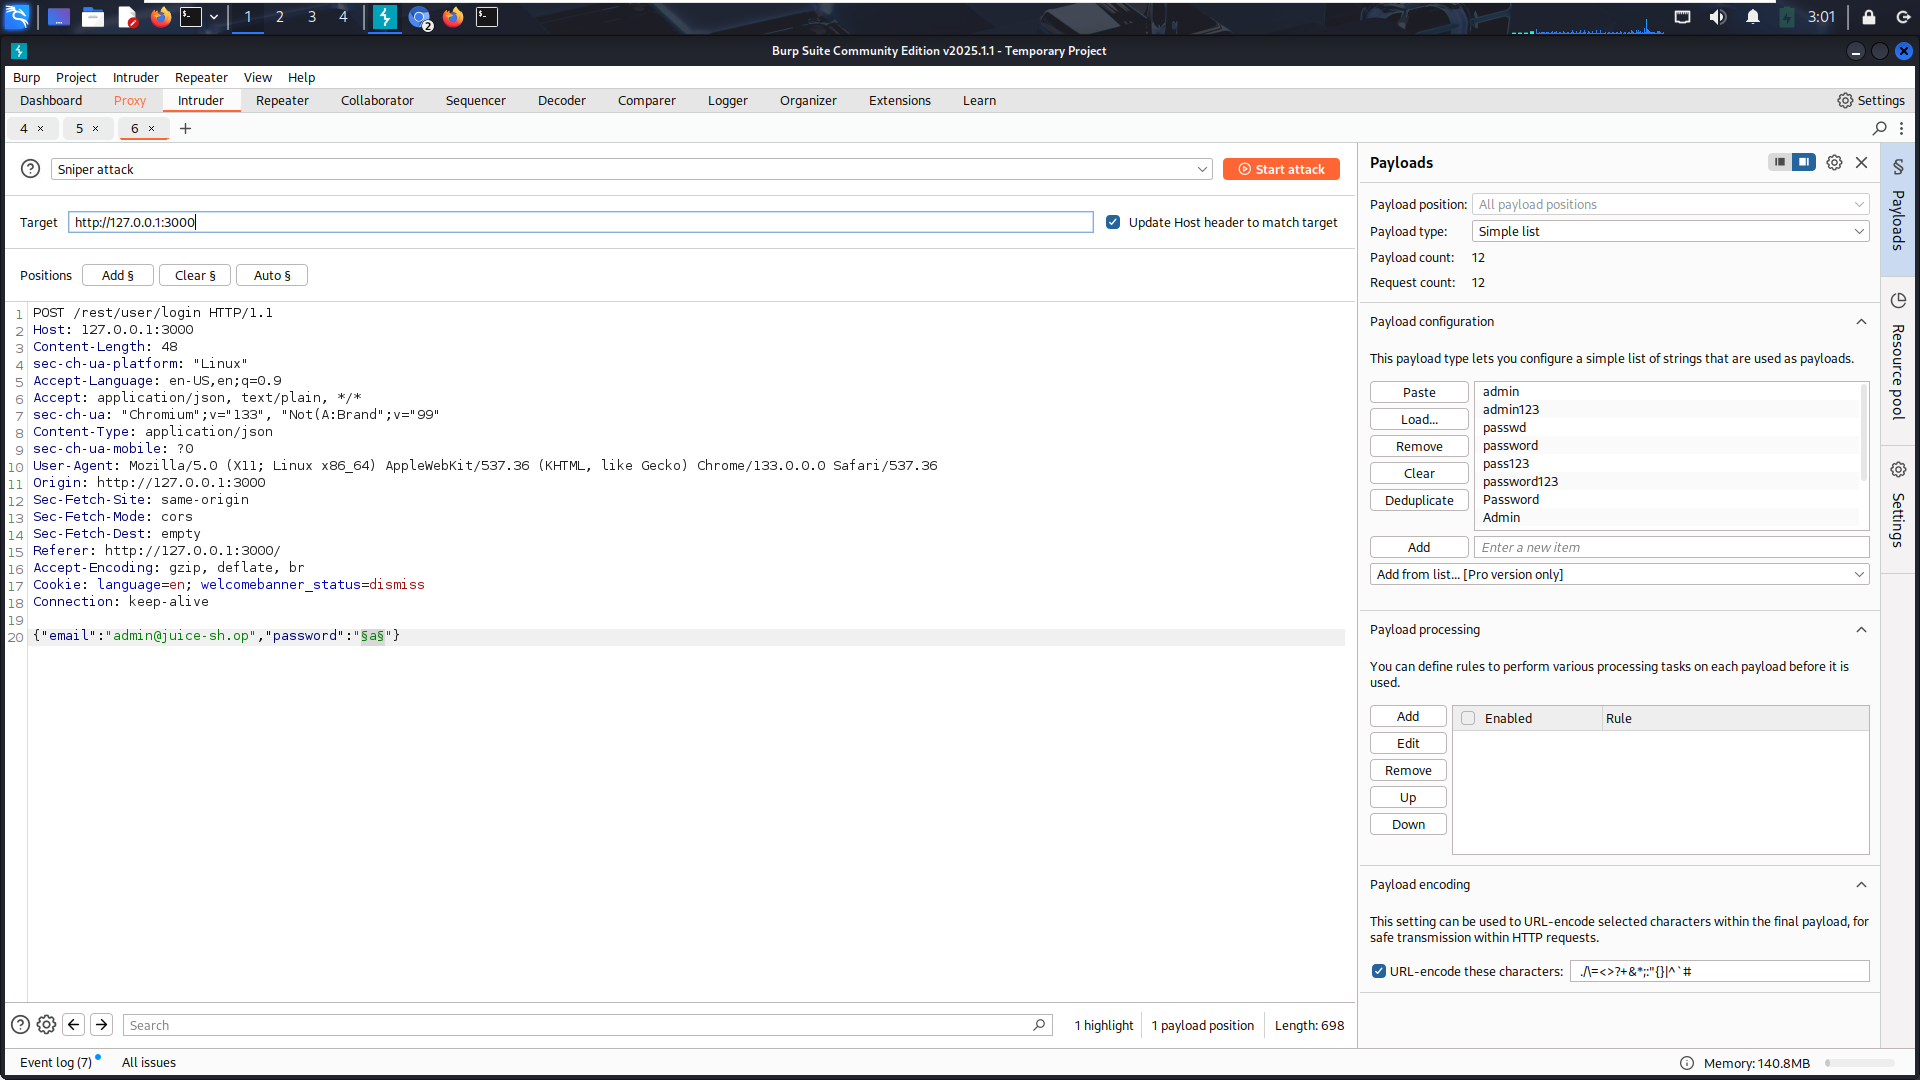 1 2 3 4 2 3:01
Burp Suite Community Edition v2025.1.1 - Temporary Project
Burp Project Intruder Repeater View Help
Dashboard Proxy Intruder Repeater Collaborator Sequencer Decoder Comparer Logger Organizer Extensions Learn Settings
4 × 5 × 6 × +
Sniper attack Start attack
Target http://127.0.0.1:3000 Update Host header to match target
Positions Add § Clear § Auto §
1 POST /rest/user/login HTTP/1.1
2 Host: 127.0.0.1:3000
3 Content-Length: 48
4 sec-ch-ua-platform: "Linux"
5 Accept-Language: en-US,en;q=0.9
6 Accept: application/json, text/plain, */*
7 sec-ch-ua: "Chromium";v="133", "Not(A:Brand";v="99"
8 Content-Type: application/json
9 sec-ch-ua-mobile: ?0
10 User-Agent: Mozilla/5.0 (X11; Linux x86_64) AppleWebKit/537.36 (KHTML, like Gecko) Chrome/133.0.0.0 Safari/537.36
11 Origin: http://127.0.0.1:3000
12 Sec-Fetch-Site: same-origin
13 Sec-Fetch-Mode: cors
14 Sec-Fetch-Dest: empty
15 Referer: http://127.0.0.1:3000/
16 Accept-Encoding: gzip, deflate, br
17 Cookie: language=en; welcomebanner_status=dismiss
18 Connection: keep-alive
19
20 {"email":"admin@juice-sh.op","password":"§a§"}
Search 1 highlight 1 payload position Length: 698
Payloads
Payload position: All payload positions
Payload type: Simple list
Payload count: 12
Request count: 12
Payload configuration
This payload type lets you configure a simple list of strings that are used as payloads.
Paste
Load...
Remove
Clear
Deduplicate
admin
admin123
passwd
password
pass123
password123
Password
Admin
Add Enter a new item
Add from list... [Pro version only]
Payload processing
You can define rules to perform various processing tasks on each payload before it is
used.
Add
Edit
Remove
Up
Down
Enabled Rule
Payload encoding
This setting can be used to URL-encode selected characters within the final payload, for
safe transmission within HTTP requests.
URL-encode these characters: ./\=<>?+&*;:"{}|^`#
§ Payloads
Resource pool
Settings
Event log (7) All issues Memory: 140.8MB